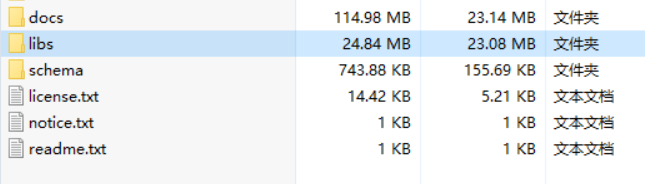 docs 114.98 MB 23.14 MB 文件夹
libs 24.84 MB 23.08 MB 文件夹
schema 743.88 KB 155.69 KB 文件夹
license.txt 14.42 KB 5.21 KB 文本文档
notice.txt 1 KB 1 KB 文本文档
readme.txt 1 KB 1 KB 文本文档